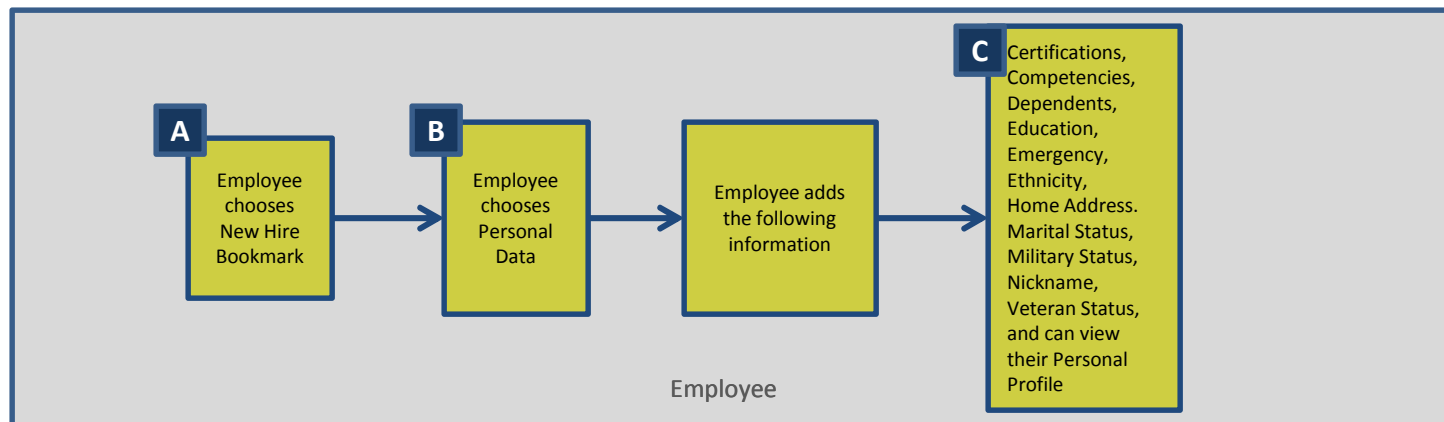 A
Employee
chooses
New Hire
Bookmark
B
Employee
chooses
Personal
Data
Employee adds
the following
information
C
Certifications,
Competencies,
Dependents,
Education,
Emergency,
Ethnicity,
Home Address.
Marital Status,
Military Status,
Nickname,
Veteran Status,
and can view
their Personal
Profile
Employee